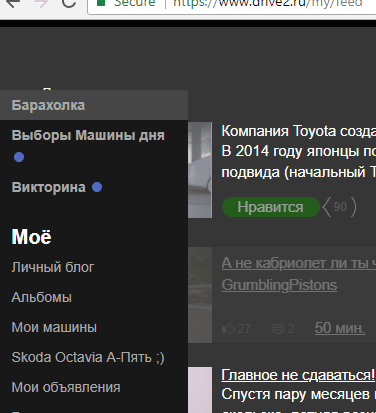 Secure https://www.drive2.ru/my/feed
Барахолка
Выборы Машины дня
Викторина
Моё
Личный блог
Альбомы
Мои машины
Skoda Octavia А-Пять ;)
Мои объявления
Компания Toyota созда
В 2014 году японцы по
подвида (начальный Т
Нравится 90
А не кабриолет ли ты ч
GrumblingPistons
27 2 50 мин.
Главное не сдаваться!
Спустя пару месяцев